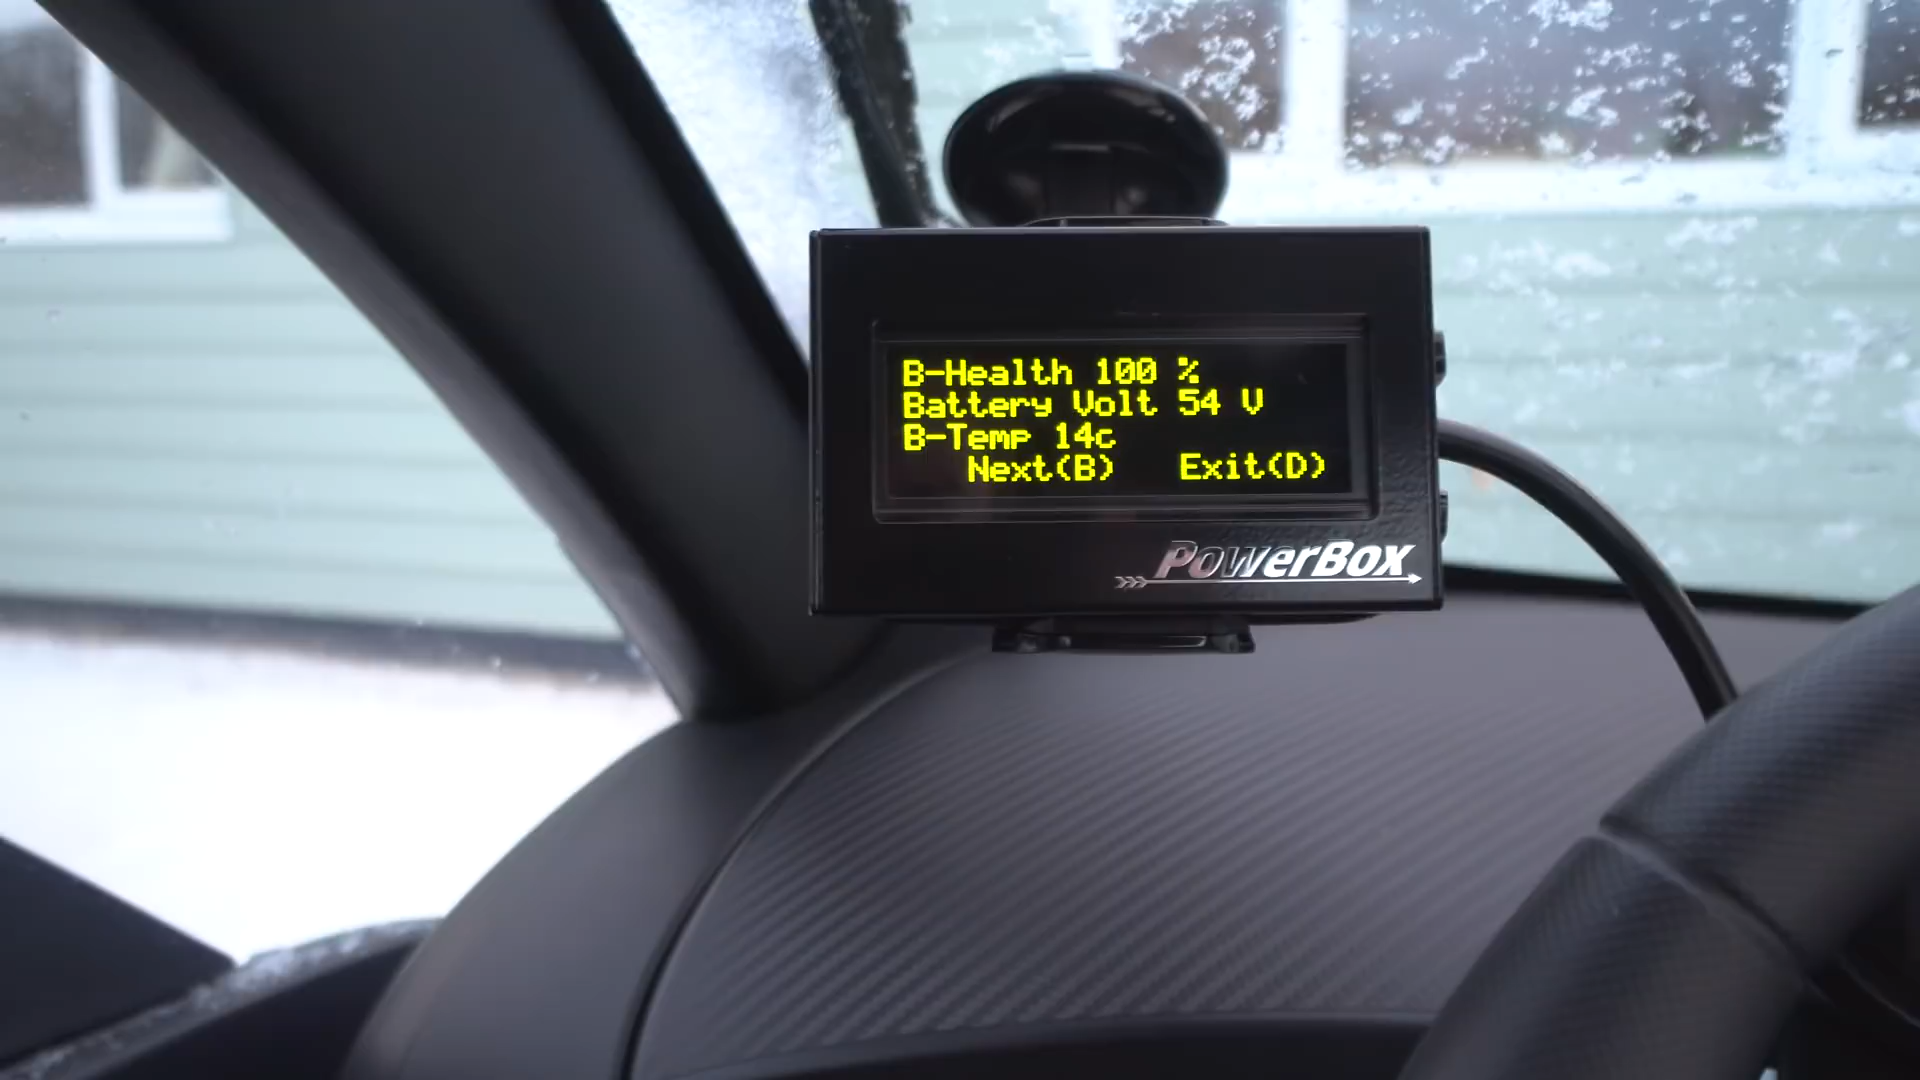 B-Health 100 %
Battery Volt 54 V
B-Temp 14c
Next(B) Exit(D)
PowerBox